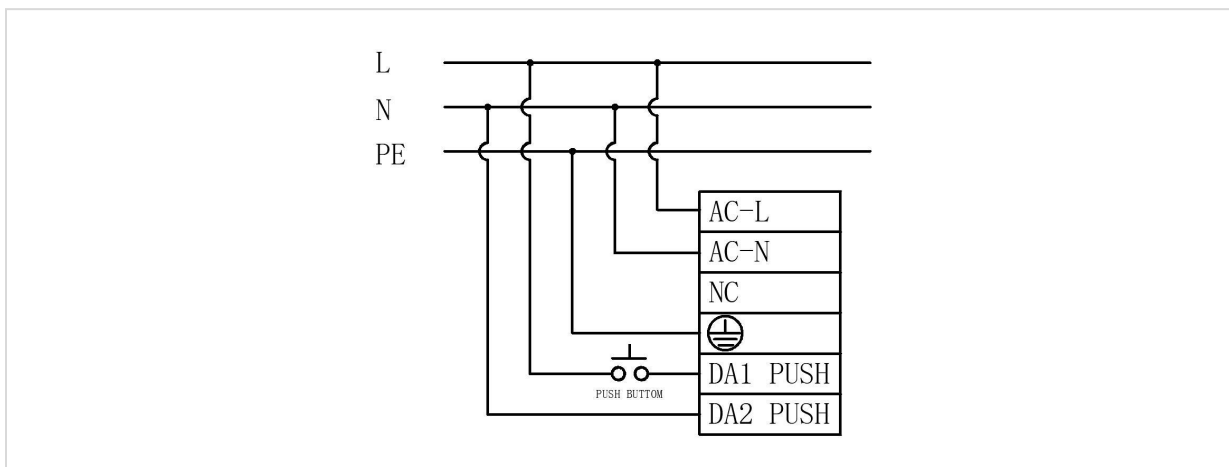 L
N
PE
AC-L
AC-N
NC
DA1 PUSH
PUSH BUTTOM
DA2 PUSH